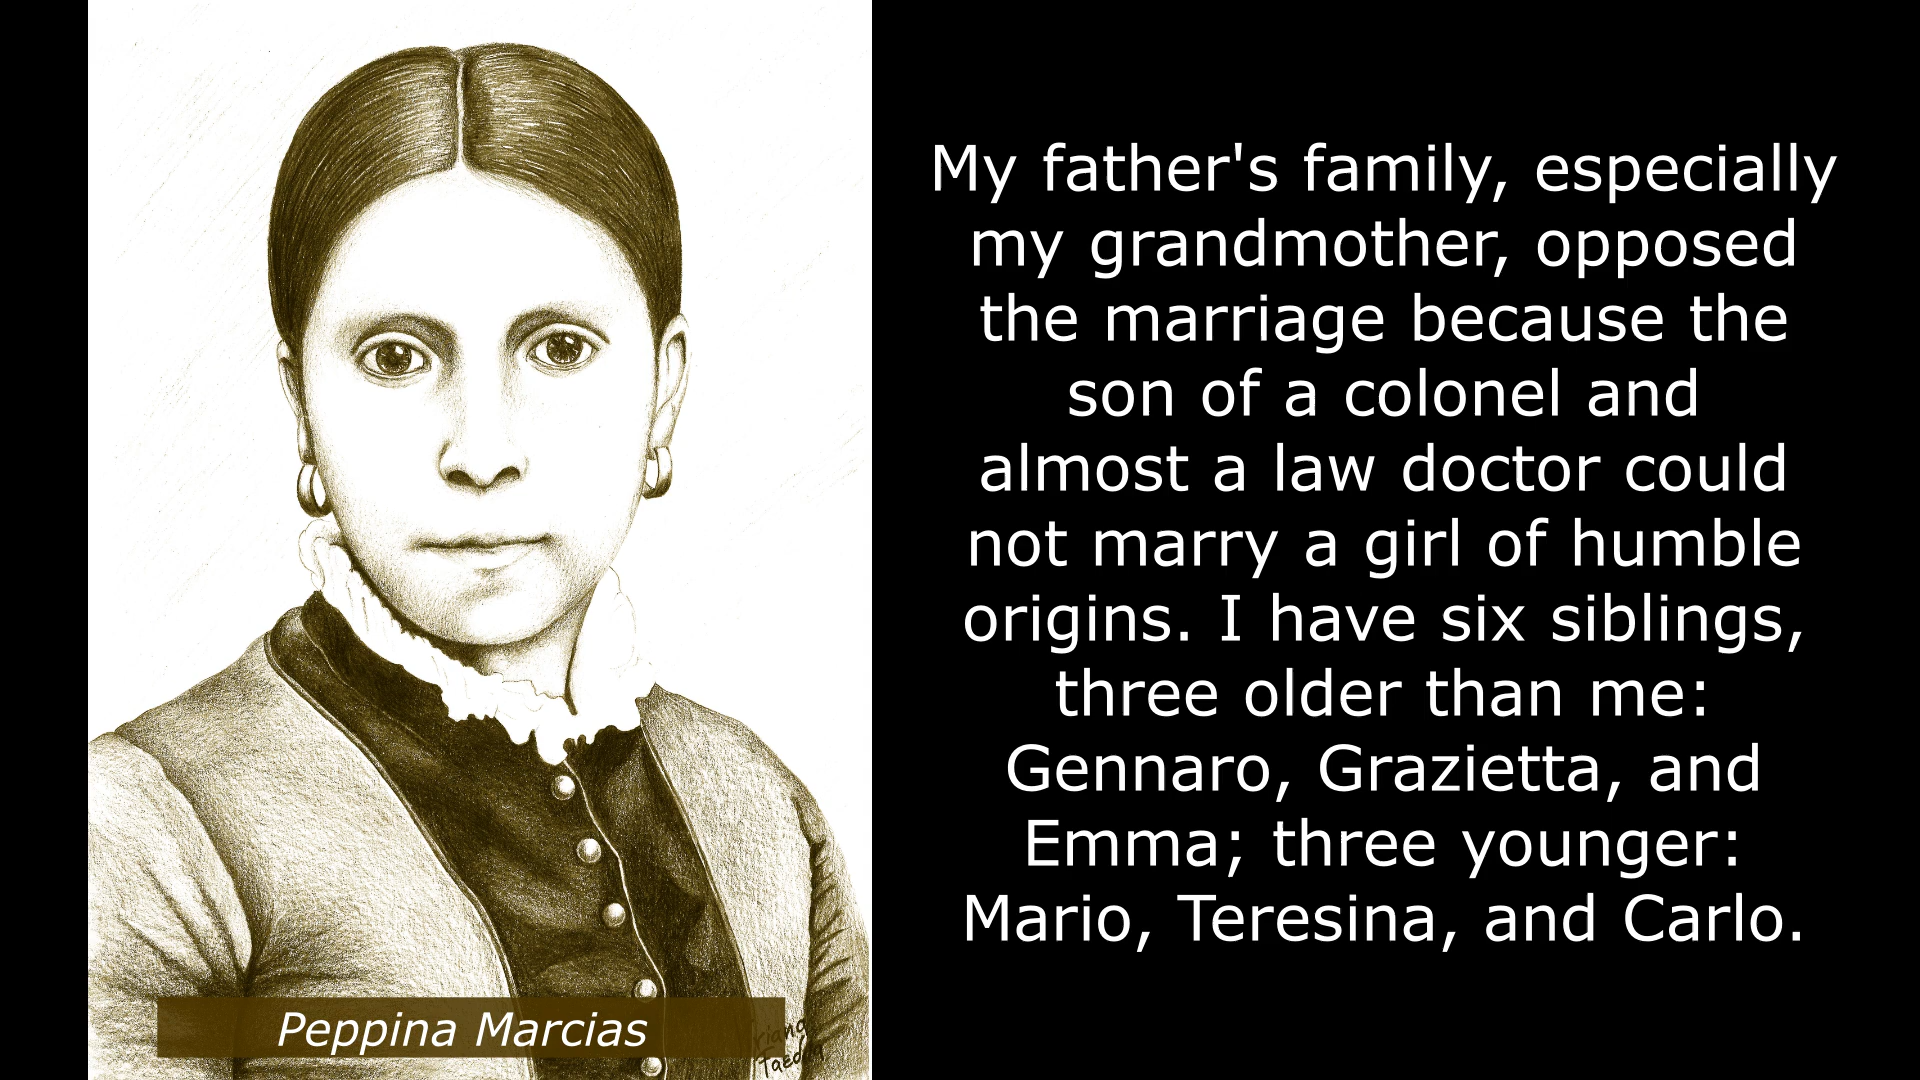 My father's family, especially
my grandmother, opposed
the marriage because the
son of a colonel and
almost a law doctor could
not marry a girl of humble
origins. I have six siblings,
three older than me:
Gennaro, Grazietta, and
Emma; three younger:
Mario, Teresina, and Carlo.
Peppina Marcias